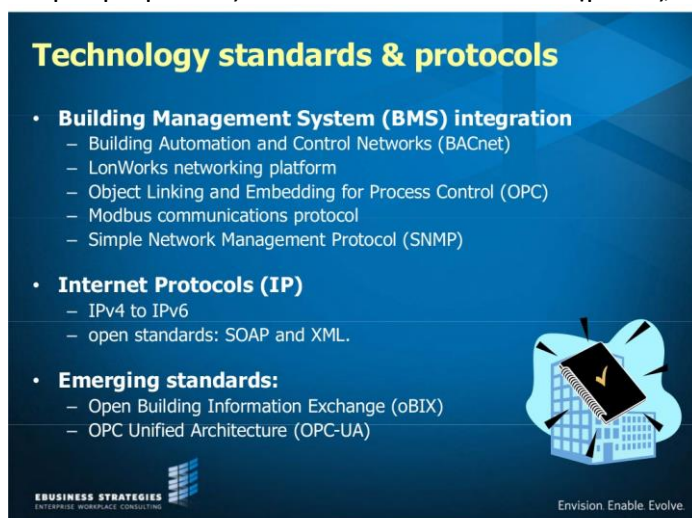 Technology standards & protocols
• Building Management System (BMS) integration
– Building Automation and Control Networks (BACnet)
– LonWorks networking platform
– Object Linking and Embedding for Process Control (OPC)
– Modbus communications protocol
– Simple Network Management Protocol (SNMP)
• Internet Protocols (IP)
– IPv4 to IPv6
– open standards: SOAP and XML.
• Emerging standards:
– Open Building Information Exchange (oBIX)
– OPC Unified Architecture (OPC-UA)
EBUSINESS STRATEGIES
ENTERPRISE WORKPLACE CONSULTING
Envision. Enable. Evolve.